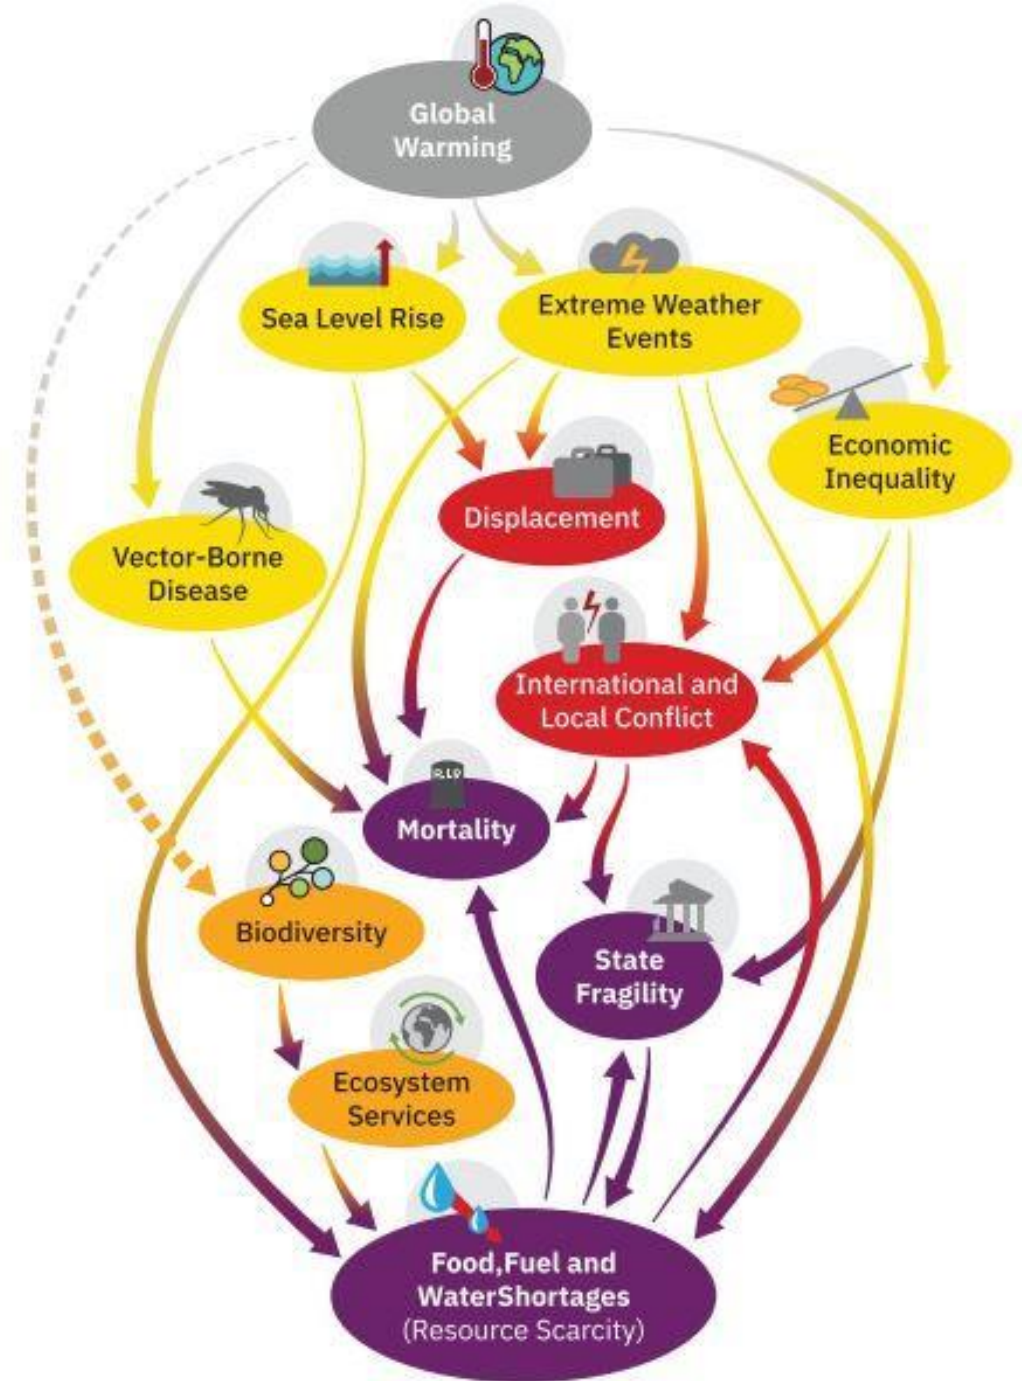 Global
Warming
Sea Level Rise
Extreme Weather
Events
Economic
Inequality
Displacement
Vector-Borne
Disease
International and
Local Conflict
R.I.P
Mortality
Biodiversity
State
Fragility
Ecosystem
Services
Food,Fuel and
WaterShortages
(Resource Scarcity)